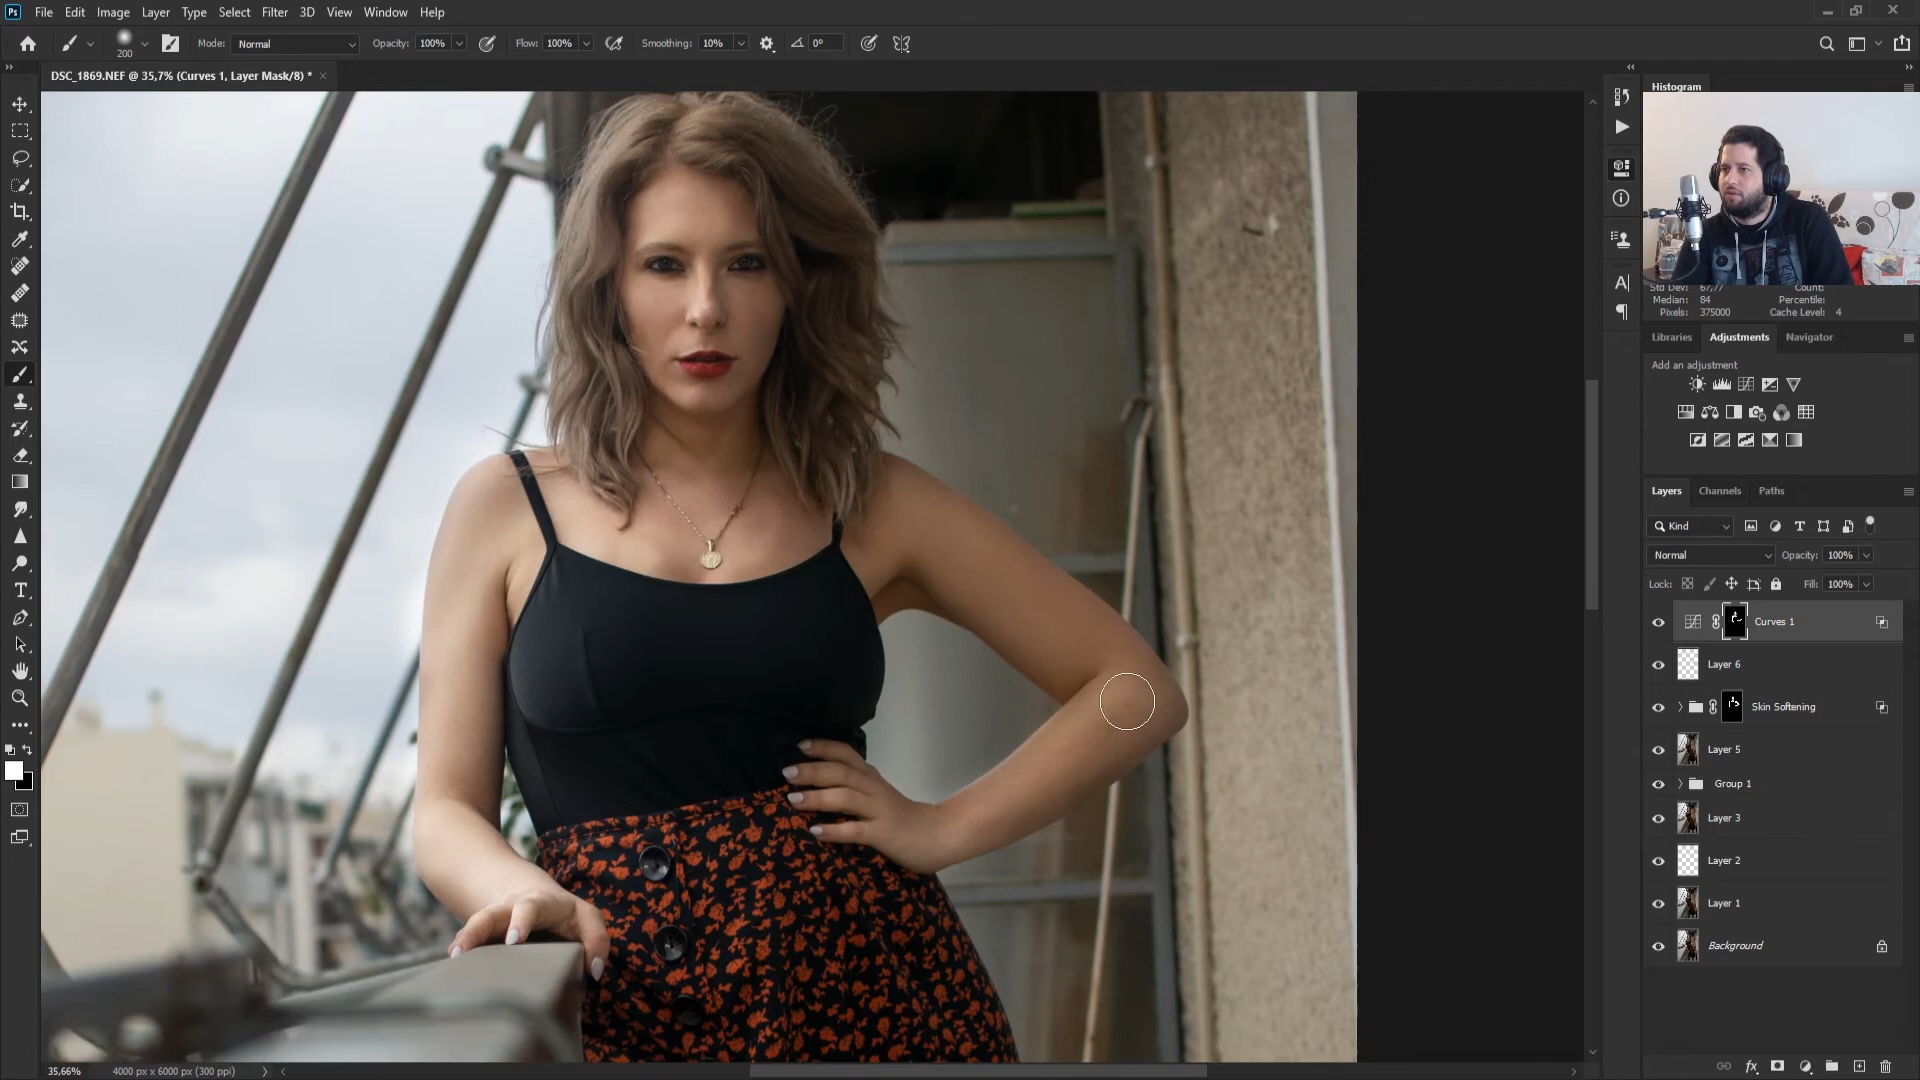 Ps File Edit Image Layer Type Select Filter 3D View Window Help
200 Mode: Normal Opacity: 100% Flow: 100% Smoothing: 10% 0°
DSC_1869.NEF @ 35,7% (Curves 1, Layer Mask/8) * ×
Histogram
Std Dev: 67,77 Count:
Median: 84 Percentile:
Pixels: 375000 Cache Level: 4
Libraries Adjustments Navigator
Add an adjustment
Layers Channels Paths
Kind
Normal Opacity: 100%
Lock: Fill: 100%
Curves 1
Layer 6
Skin Softening
Layer 5
Group 1
Layer 3
Layer 2
Layer 1
Background
35,66% 4000 px x 6000 px (300 ppi)